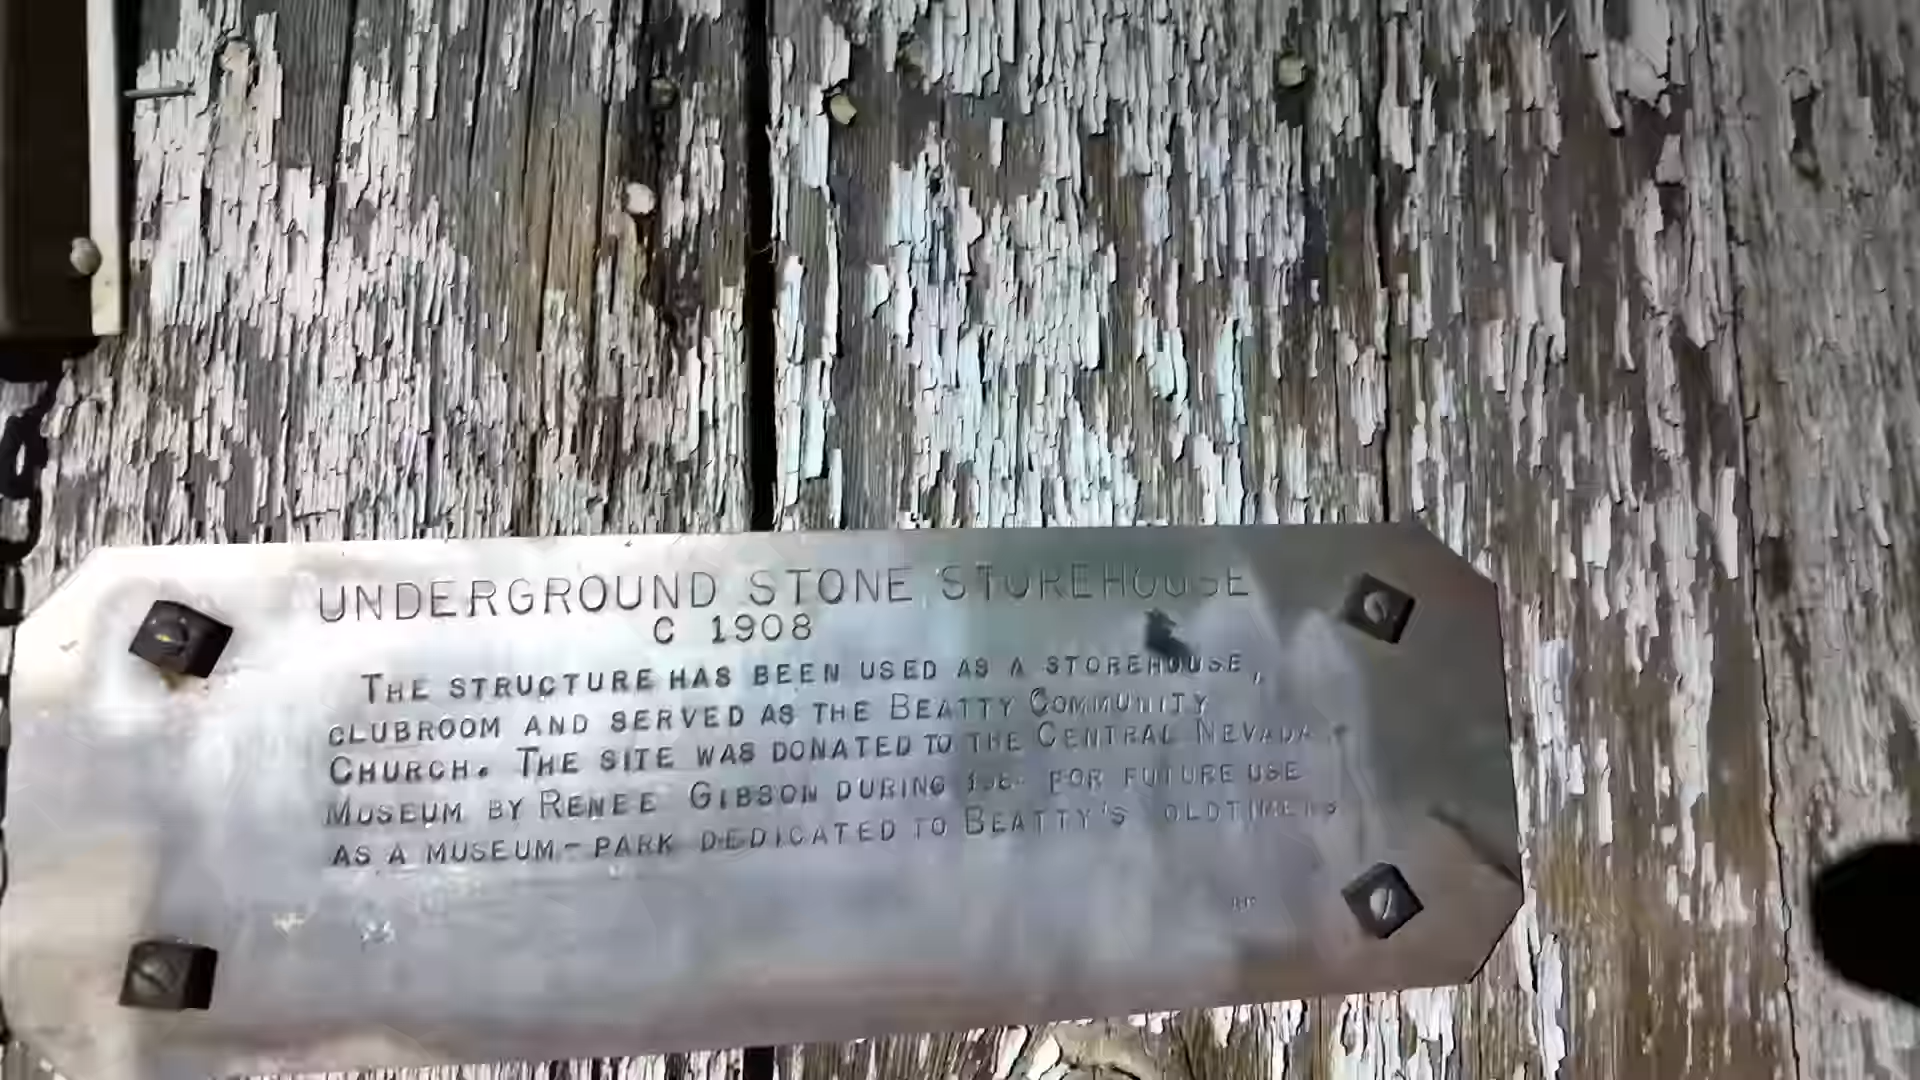 UNDERGROUND STONE STOREHOUSE
C 1908
THE STRUCTURE HAS BEEN USED AS A STOREHOUSE,
CLUBROOM AND SERVED AS THE BEATTY COMMUNITY
CHURCH. THE SITE WAS DONATED TO THE CENTRAL NEVADA
MUSEUM BY RENEE GIBSON DURING FOR FUTURE USE
AS A MUSEUM-PARK DEDICATED TO BEATTY'S OLDTIMERS